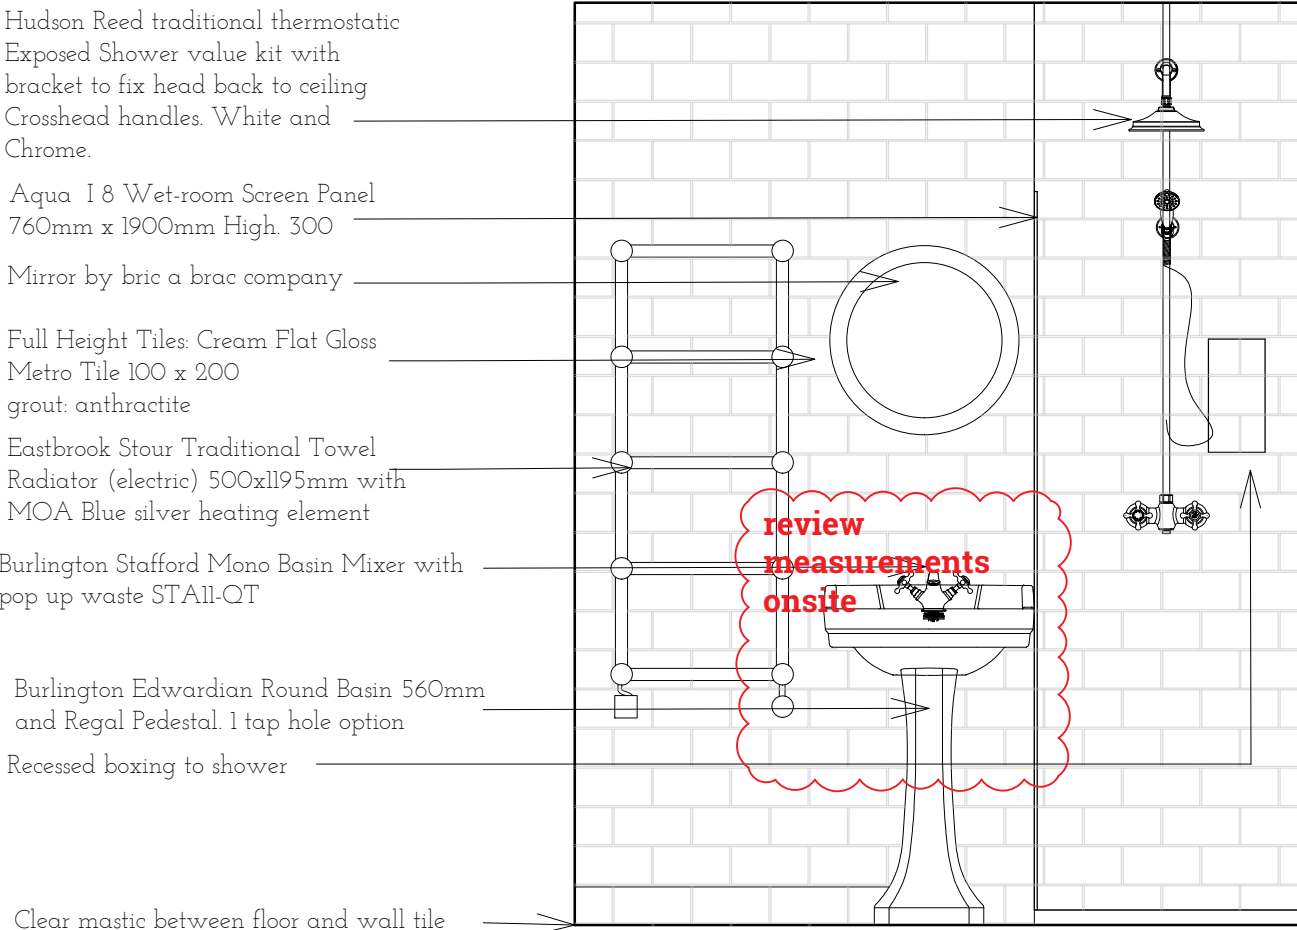 Hudson Reed traditional thermostatic
Exposed Shower value kit with
bracket to fix head back to ceiling
Crosshead handles. White and
Chrome.
Aqua I 8 Wet-room Screen Panel
760mm x 1900mm High. 300
Mirror by bric a brac company
Full Height Tiles: Cream Flat Gloss
Metro Tile 100 x 200
grout: anthractite
Eastbrook Stour Traditional Towel
Radiator (electric) 500x1195mm with
MOA Blue silver heating element
review
measurements
onsite
Burlington Stafford Mono Basin Mixer with
pop up waste STA11-QT
Burlington Edwardian Round Basin 560mm
and Regal Pedestal. 1 tap hole option
Recessed boxing to shower
Clear mastic between floor and wall tile